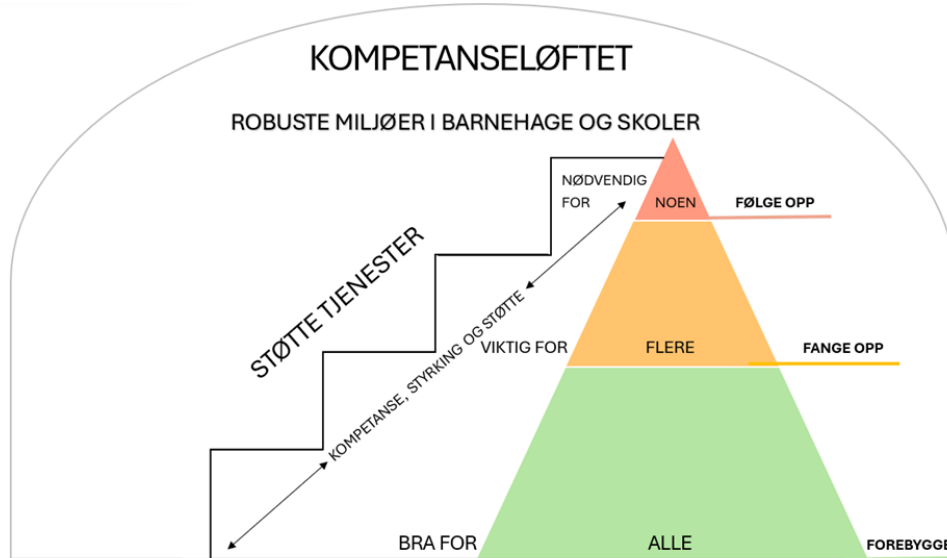 KOMPETANSELØFTET
ROBUSTE MILJØER I BARNEHAGE OG SKOLER
NØDVENDIG
FOR
NOEN
FØLGE OPP
STØTTE TJENESTER
KOMPETANSE, STYRKING OG STØTTE
VIKTIG FOR
FLERE
FANGE OPP
BRA FOR
ALLE
FOREBYGGE